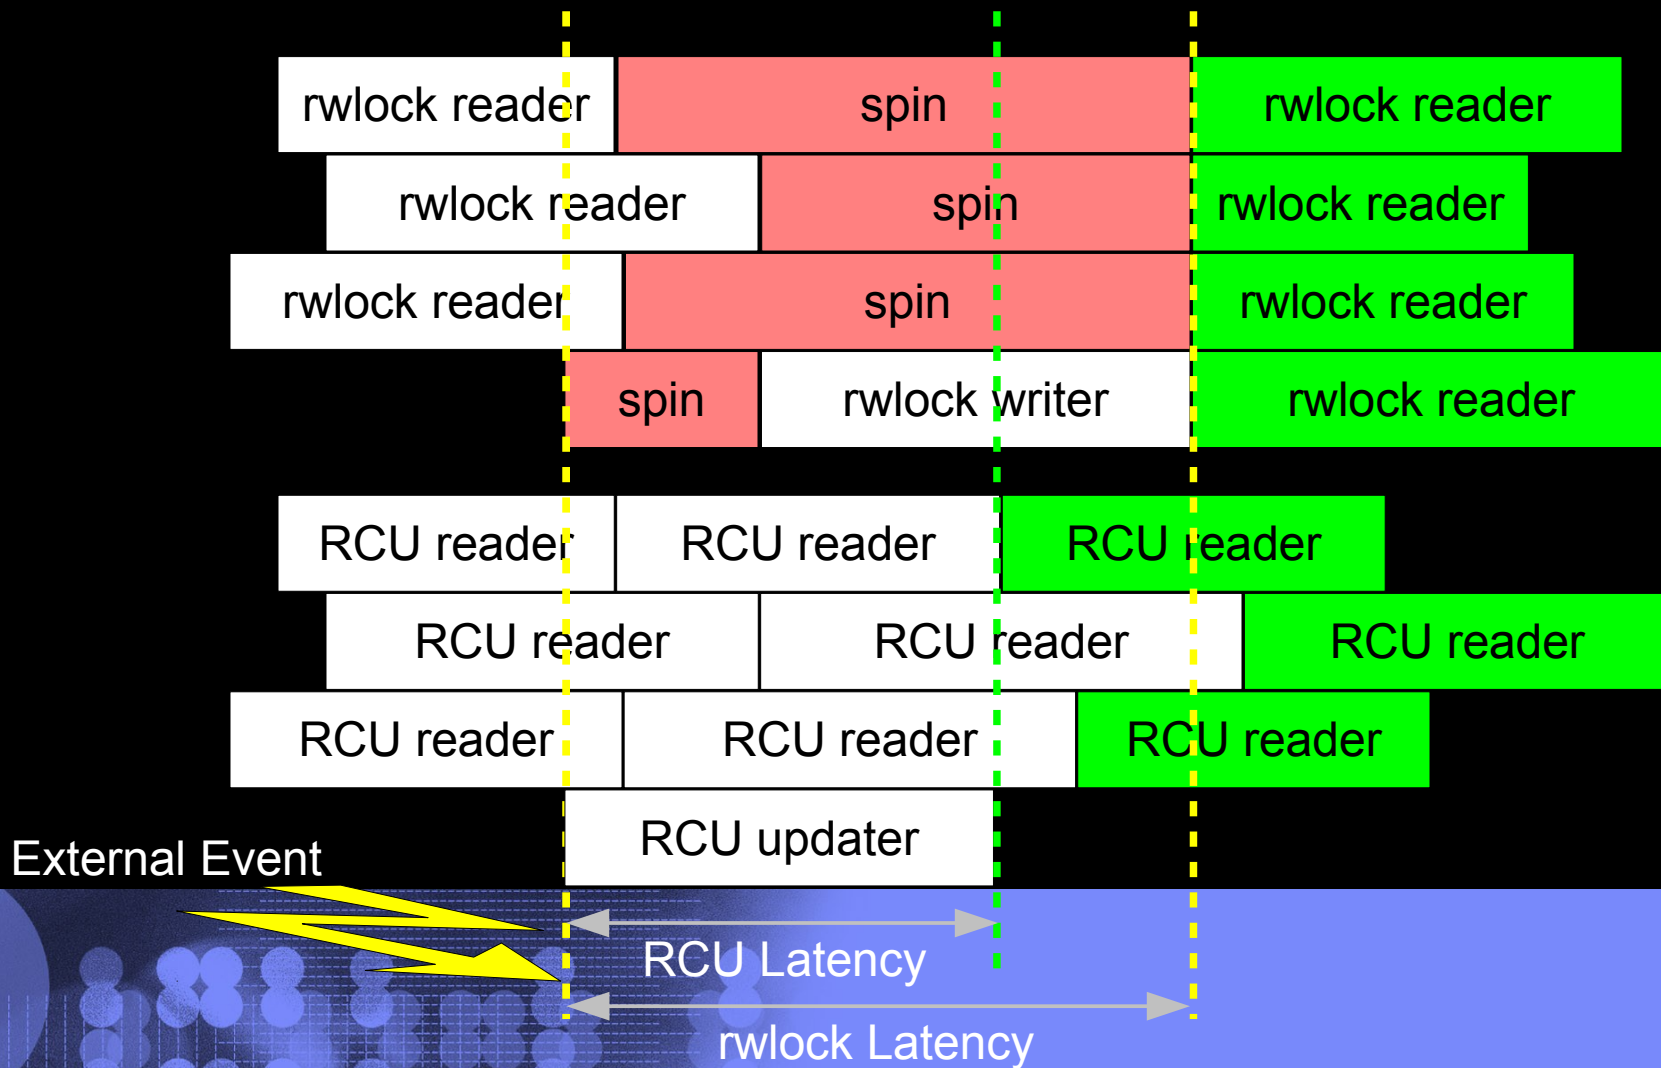 rwlock reader spin rwlock reader
rwlock reader spin rwlock reader
rwlock reader spin rwlock reader
spin rwlock writer rwlock reader
RCU reader RCU reader RCU reader
RCU reader RCU reader RCU reader
RCU reader RCU reader RCU reader
RCU updater
External Event
RCU Latency
rwlock Latency